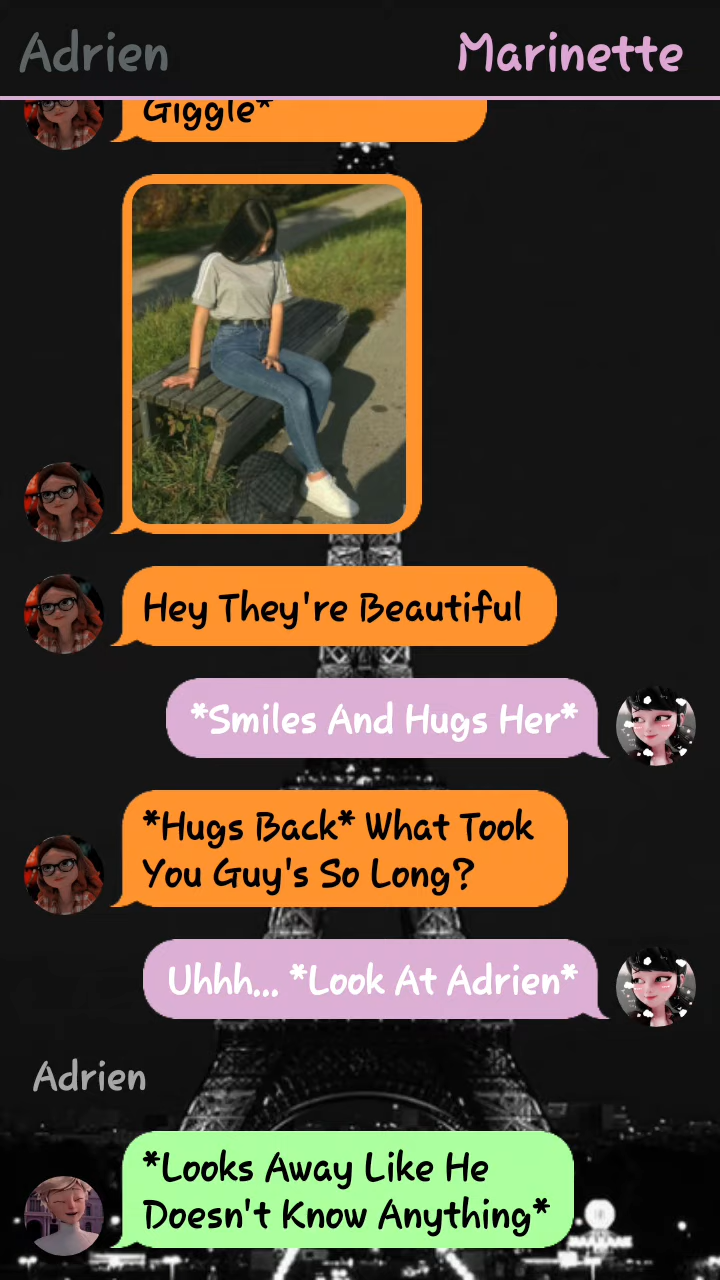 Adrien
Marinette
Giggle*
Hey They're Beautiful
*Smiles And Hugs Her*
*Hugs Back* What Took
You Guy's So Long?
Uhhh... *Look At Adrien*
Adrien
*Looks Away Like He
Doesn't Know Anything*